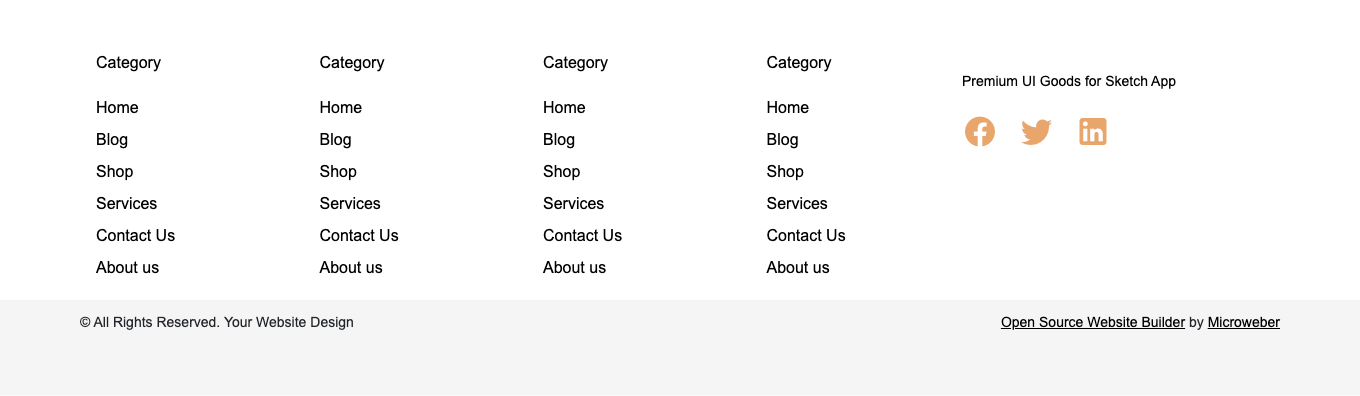 Category
Home
Blog
Shop
Services
Contact Us
About us
Category
Home
Blog
Shop
Services
Contact Us
About us
Category
Home
Blog
Shop
Services
Contact Us
About us
Category
Home
Blog
Shop
Services
Contact Us
About us
Premium UI Goods for Sketch App
© All Rights Reserved. Your Website Design
Open Source Website Builder by Microweber